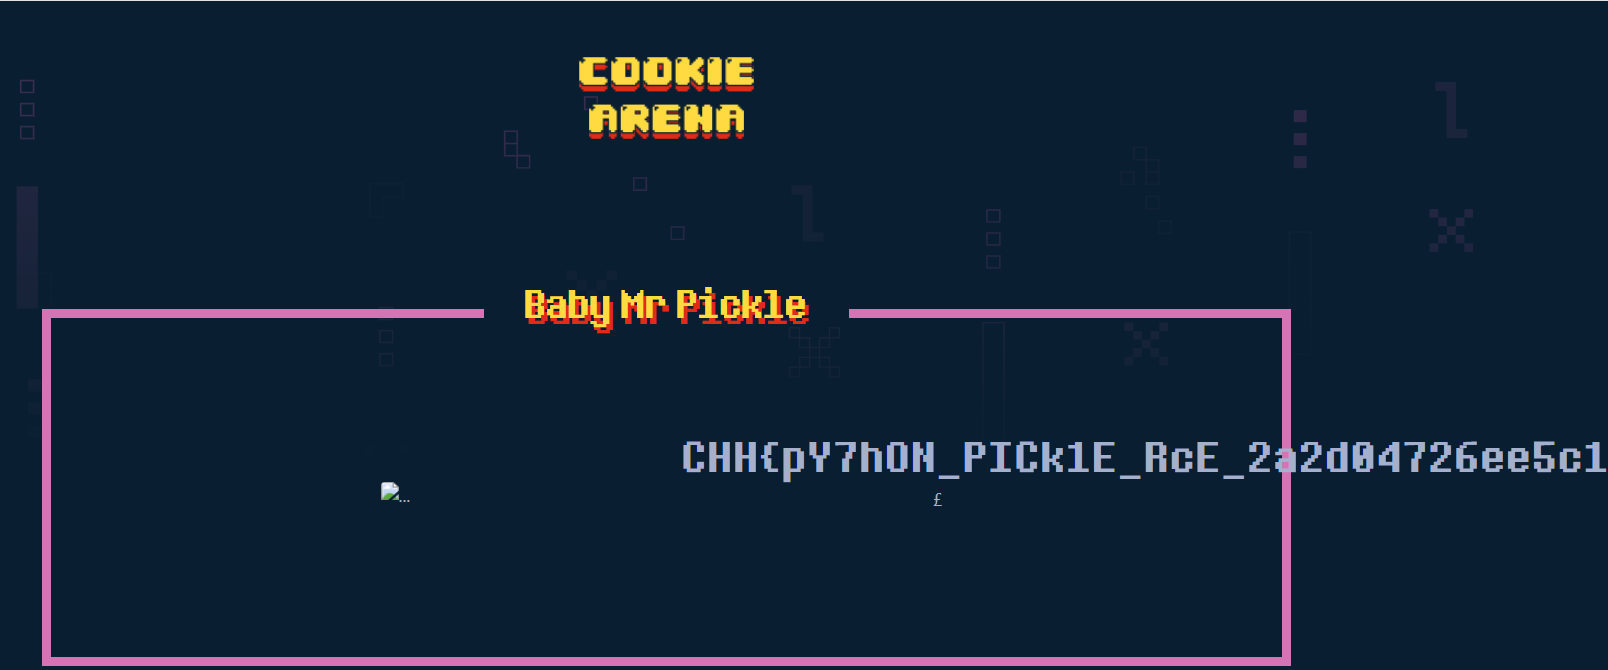 COOKIE
ARENA
Baby Mr Pickle
CHH{pY7hON_PICk1E_RcE_2a2d04726ee5c1
...
£